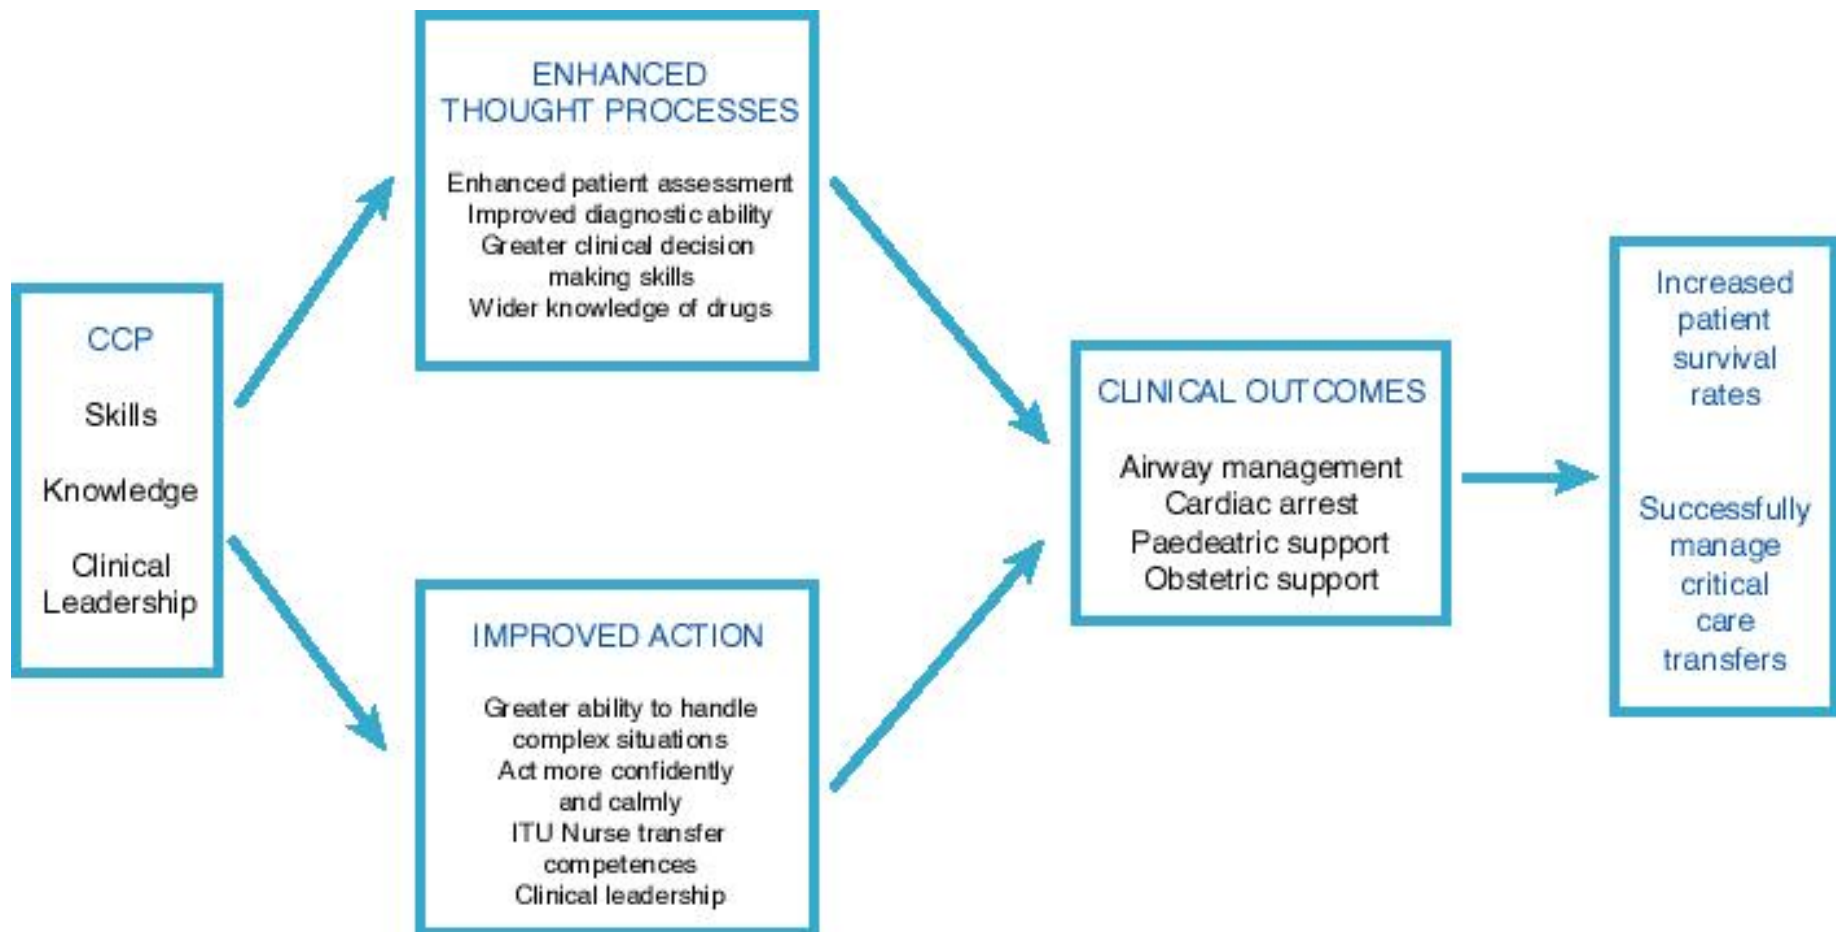 CCP
Skills
Knowledge
Clinical
Leadership
ENHANCED
THOUGHT PROCESSES
Enhanced patient assessment
Improved diagnostic ability
Greater clinical decision
making skills
Wider knowledge of drugs
IMPROVED ACTION
Greater ability to handle
complex situations
Act more confidently
and calmly
ITU Nurse transfer
competences
Clinical leadership
CLINICAL OUTCOMES
Airway management
Cardiac arrest
Paedeatric support
Obstetric support
Increased
patient
survival
rates
Successfully
manage
critical
care
transfers